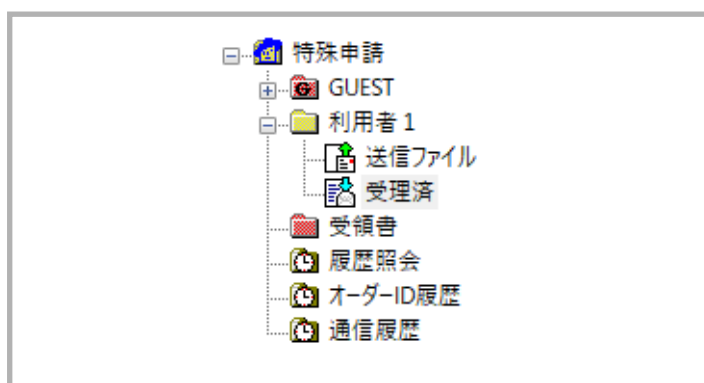 特殊申請
GUEST
利用者1
送信ファイル
受理済
受領書
履歴照会
オーダーID履歴
通信履歴